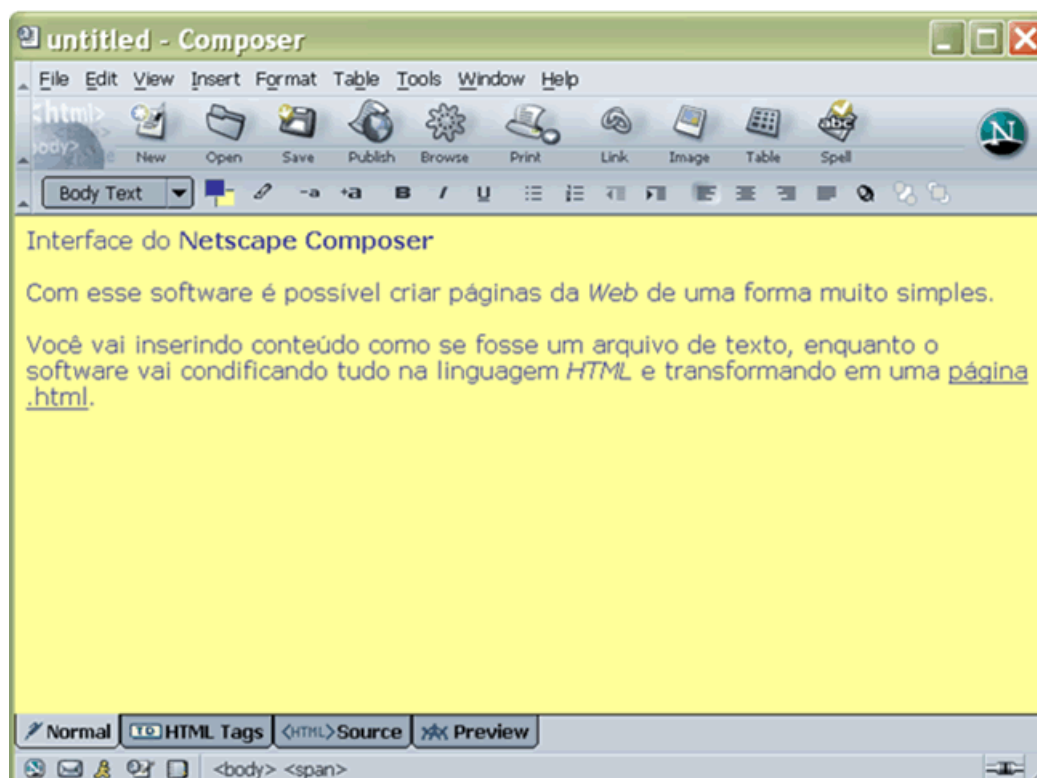 untitled - Composer
File Edit View Insert Format Table Tools Window Help
<html>
New Open Save Publish Browse Print Link Image Table Spell
N
Body Text -a +a B I U
Interface do Netscape Composer
Com esse software é possível criar páginas da Web de uma forma muito simples.
Você vai inserindo conteúdo como se fosse um arquivo de texto, enquanto o
software vai condificando tudo na linguagem HTML e transformando em uma página
.html.
Normal HTML Tags <HTML> Source Preview
<body> <span>